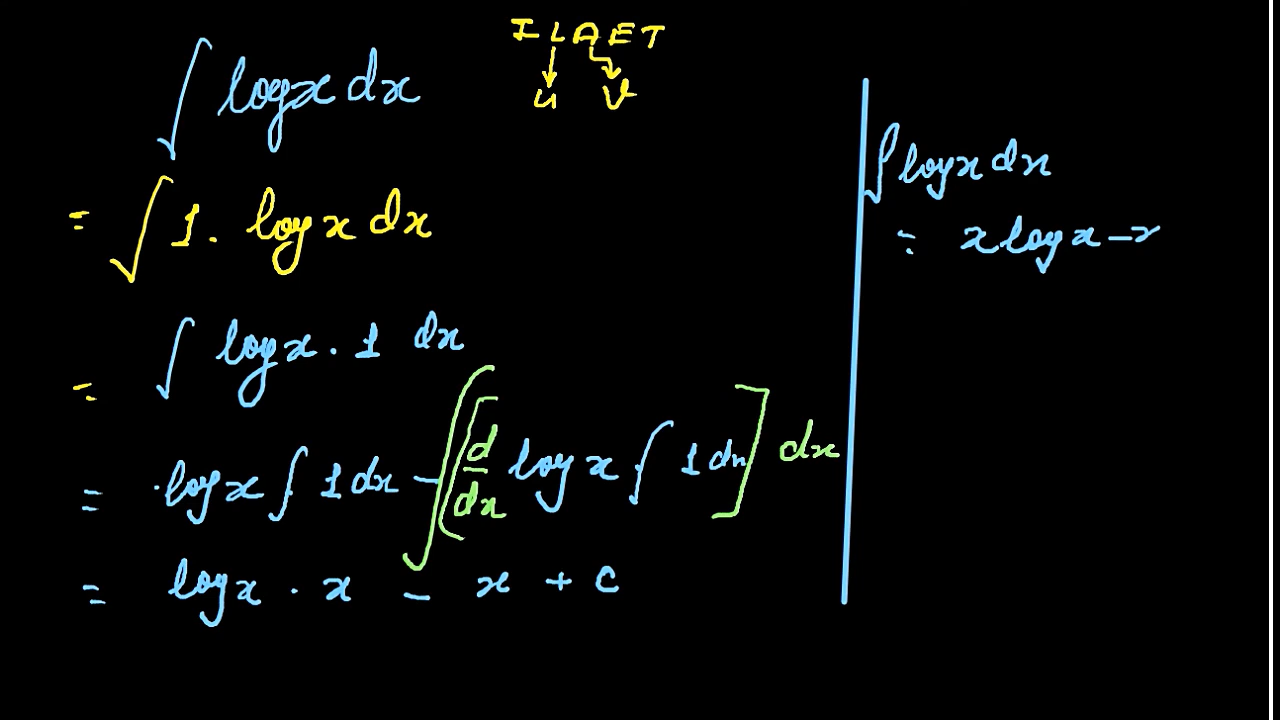 I L A E T
u v
∫ log x dx
= ∫ 1 . log x dx
= ∫ log x . 1 dx
= . log x ∫ 1 dx - ∫ [ d/dx log x ∫ 1 dx ] dx
= log x . x - x + c
∫ log x dx
= x log x - x